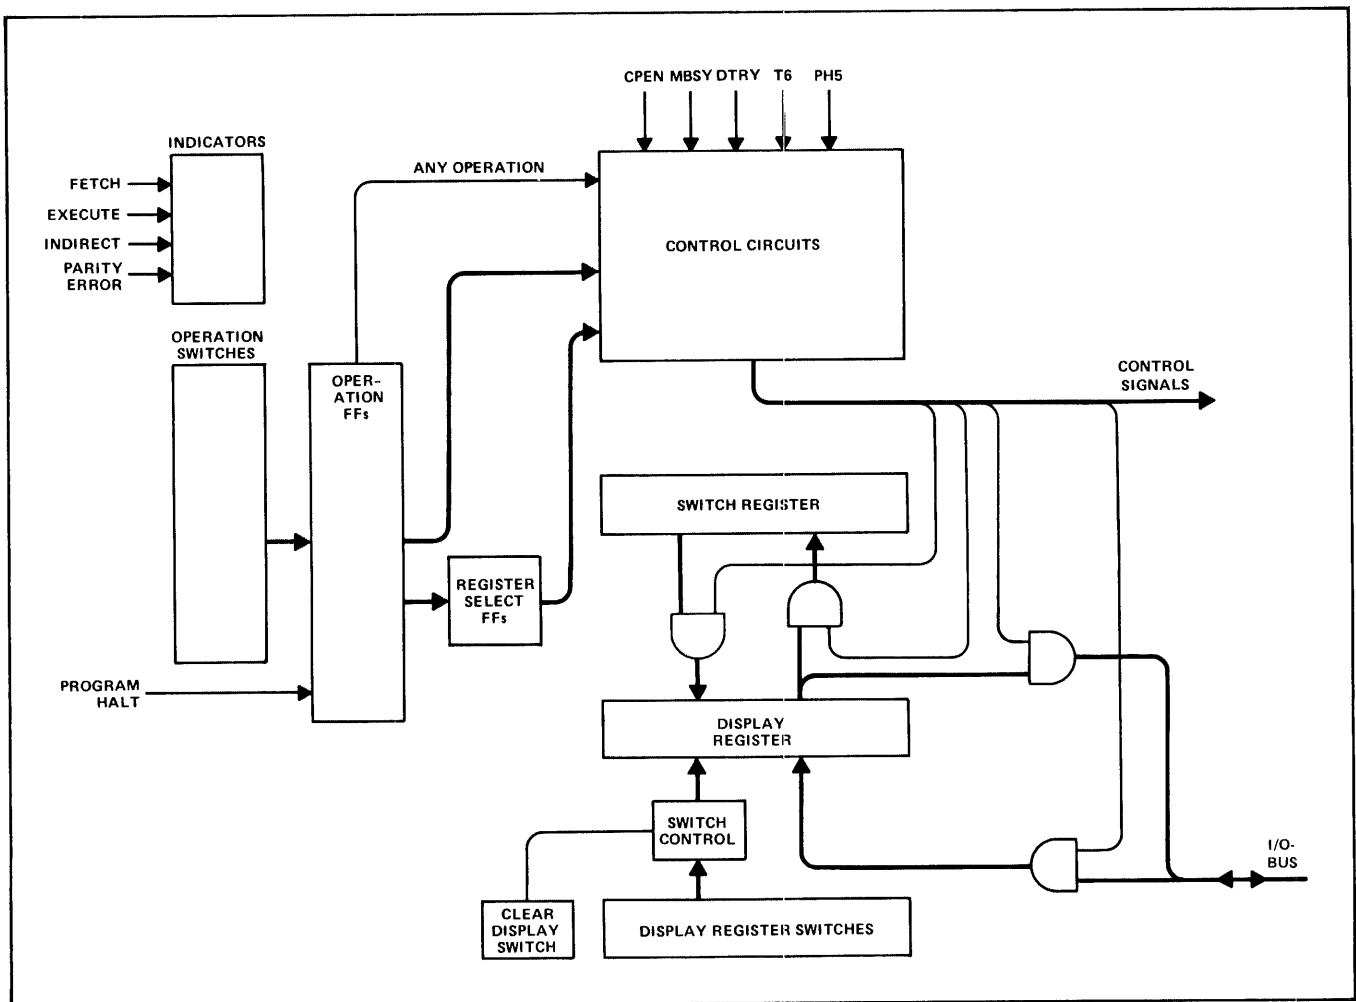 CPEN MBSY DTRY T6 PH5
INDICATORS
ANY OPERATION
FETCH
EXECUTE
INDIRECT
PARITY
ERROR
CONTROL CIRCUITS
OPERATION
SWITCHES
OPER-
ATION
FFs
CONTROL
SIGNALS
SWITCH REGISTER
REGISTER
SELECT
FFs
PROGRAM
HALT
DISPLAY
REGISTER
SWITCH
CONTROL
I/O-
BUS
CLEAR
DISPLAY
SWITCH
DISPLAY REGISTER SWITCHES